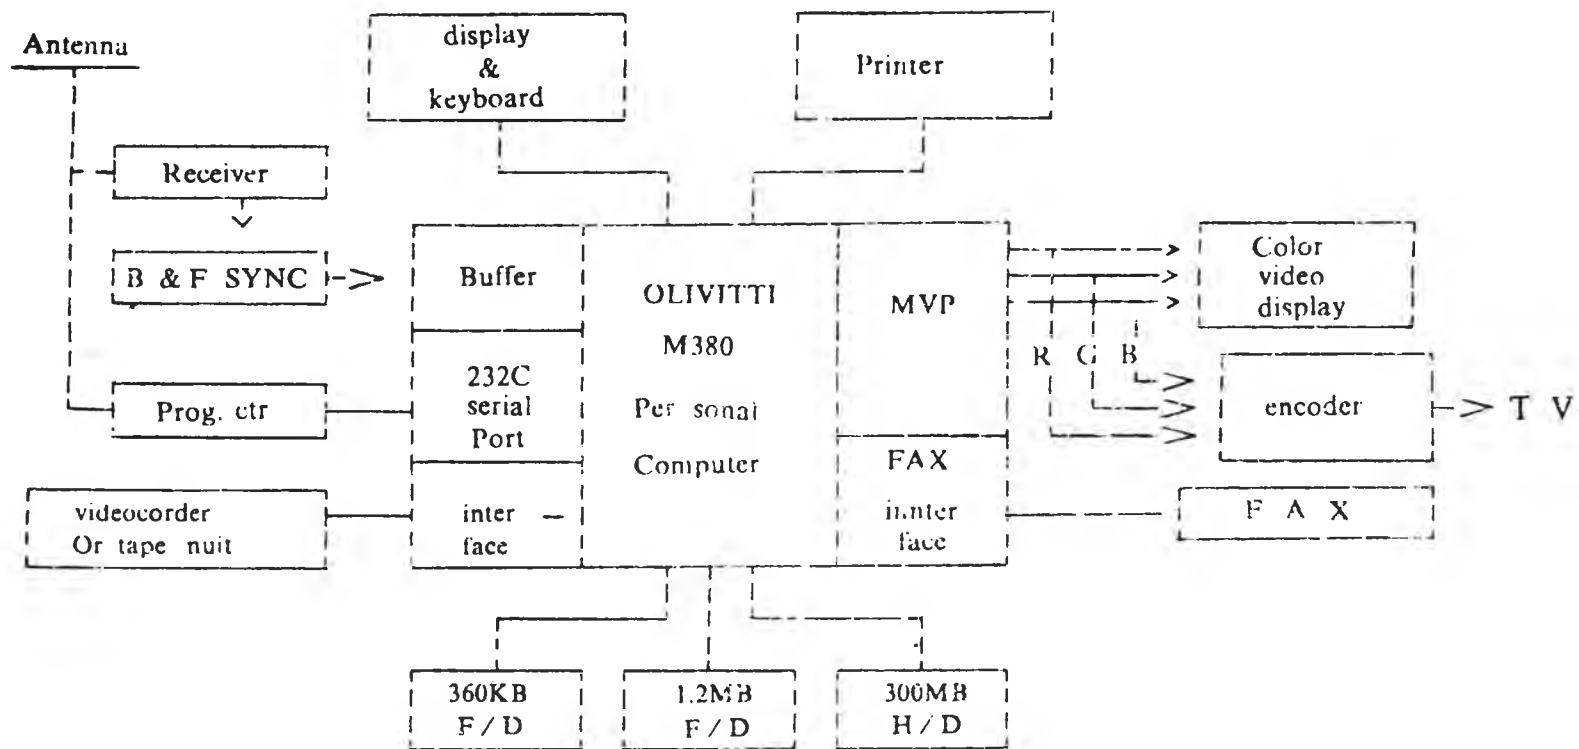 Antenna
display
&
keyboard
Printer
Receiver
B & F SYNC
Buffer
OLIVITTI
M380
Per sonal
Computer
MVP
Color
video
display
R G B
232C
serial
Port
Prog. ctr
encoder
T V
videocorder
Or tape nuit
inter -
face
FAX
iinter
face
F A X
360KB
F / D
1.2MB
F / D
300MB
H / D